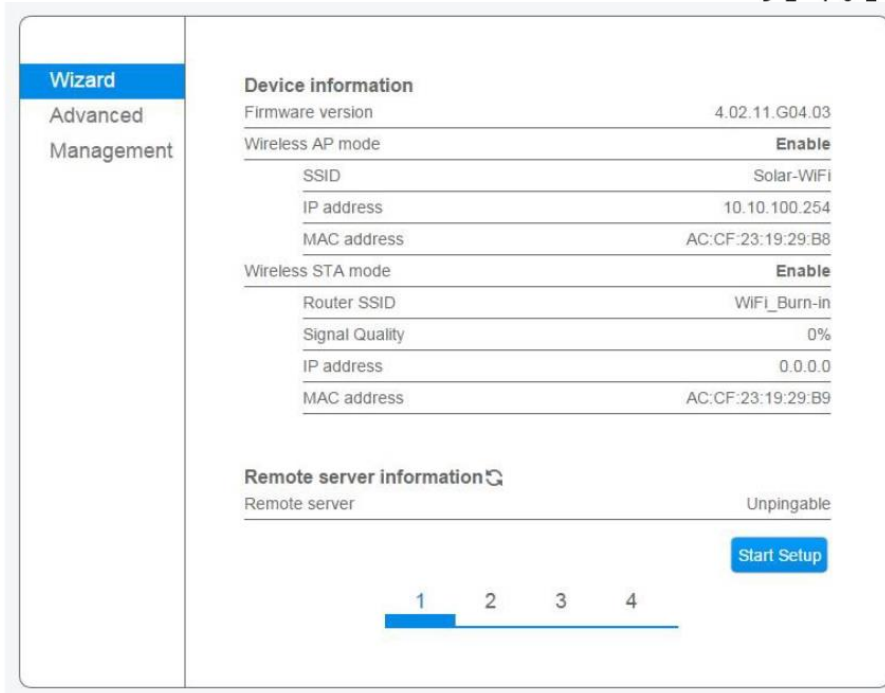 Wizard
Advanced
Management
Device information
Firmware version 4.02.11.G04.03
Wireless AP mode Enable
SSID Solar-WiFi
IP address 10.10.100.254
MAC address AC:CF:23:19:29:B8
Wireless STA mode Enable
Router SSID WiFi_Burn-in
Signal Quality 0%
IP address 0.0.0.0
MAC address AC:CF:23:19:29:B9
Remote server information
Remote server Unpingable
Start Setup
1 2 3 4